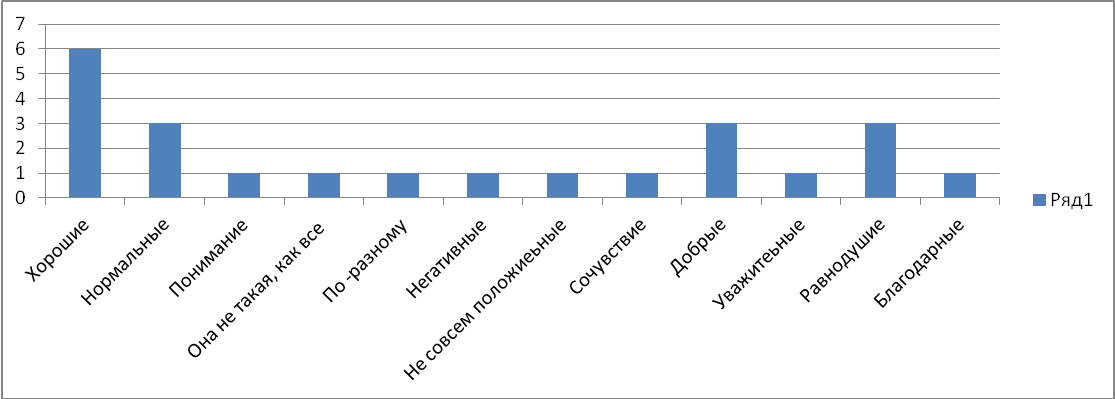 7
6
5
4
3
2
1
0
Хорошие
Нормальные
Понимание
Она не такая, как все
По -разному
Негативные
Не совсем положиеьные
Сочувствие
Добрые
Уважитеьные
Равнодушие
Благодарные
Ряд1